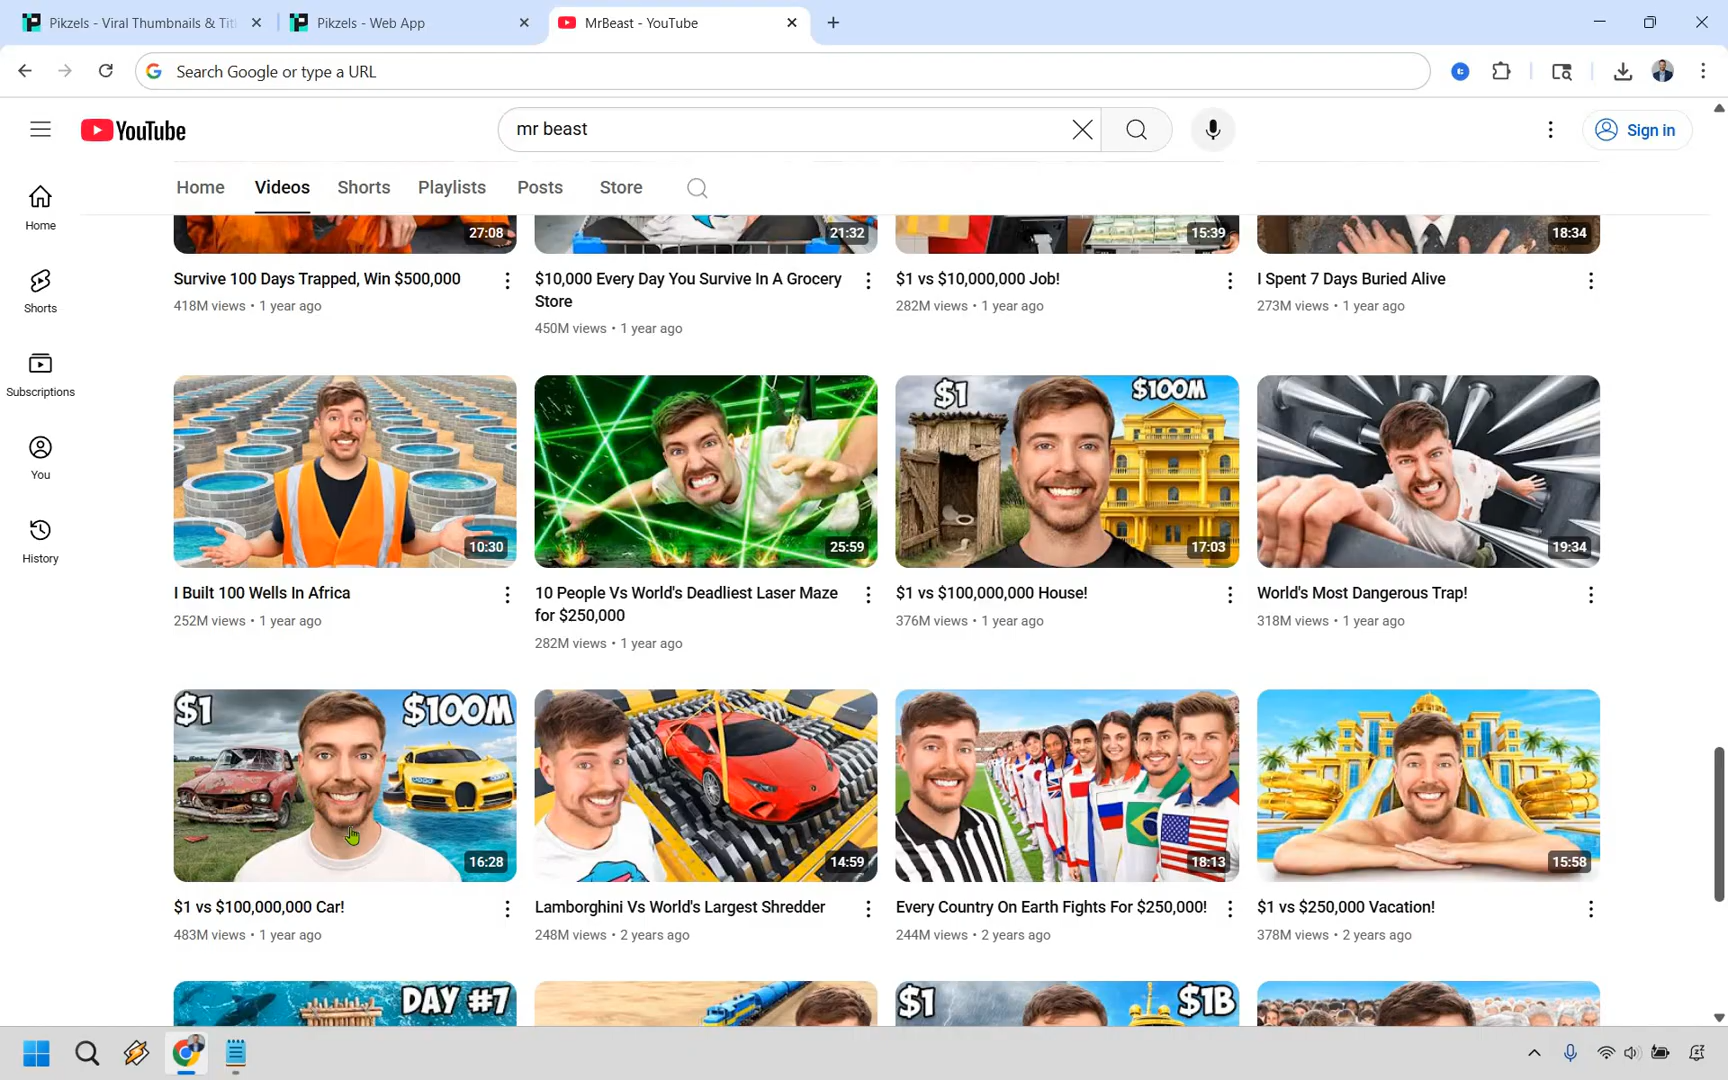 Pikzels - Viral Thumbnails & Tit
Pikzels - Web App
MrBeast - YouTube
Search Google or type a URL
YouTube
mr beast
Sign in
Home
Videos
Shorts
Playlists
Posts
Store
Home
Shorts
Subscriptions
You
History
27:08
21:32
15:39
18:34
Survive 100 Days Trapped, Win $500,000
418M views • 1 year ago
$10,000 Every Day You Survive In A Grocery
Store
450M views • 1 year ago
$1 vs $10,000,000 Job!
282M views • 1 year ago
I Spent 7 Days Buried Alive
273M views • 1 year ago
$1
$100M
10:30
25:59
17:03
19:34
I Built 100 Wells In Africa
252M views • 1 year ago
10 People Vs World's Deadliest Laser Maze
for $250,000
282M views • 1 year ago
$1 vs $100,000,000 House!
376M views • 1 year ago
World's Most Dangerous Trap!
318M views • 1 year ago
$1
$100M
16:28
14:59
18:13
15:58
$1 vs $100,000,000 Car!
483M views • 1 year ago
Lamborghini Vs World's Largest Shredder
248M views • 2 years ago
Every Country On Earth Fights For $250,000!
244M views • 2 years ago
$1 vs $250,000 Vacation!
378M views • 2 years ago
DAY #7
$1
$1B